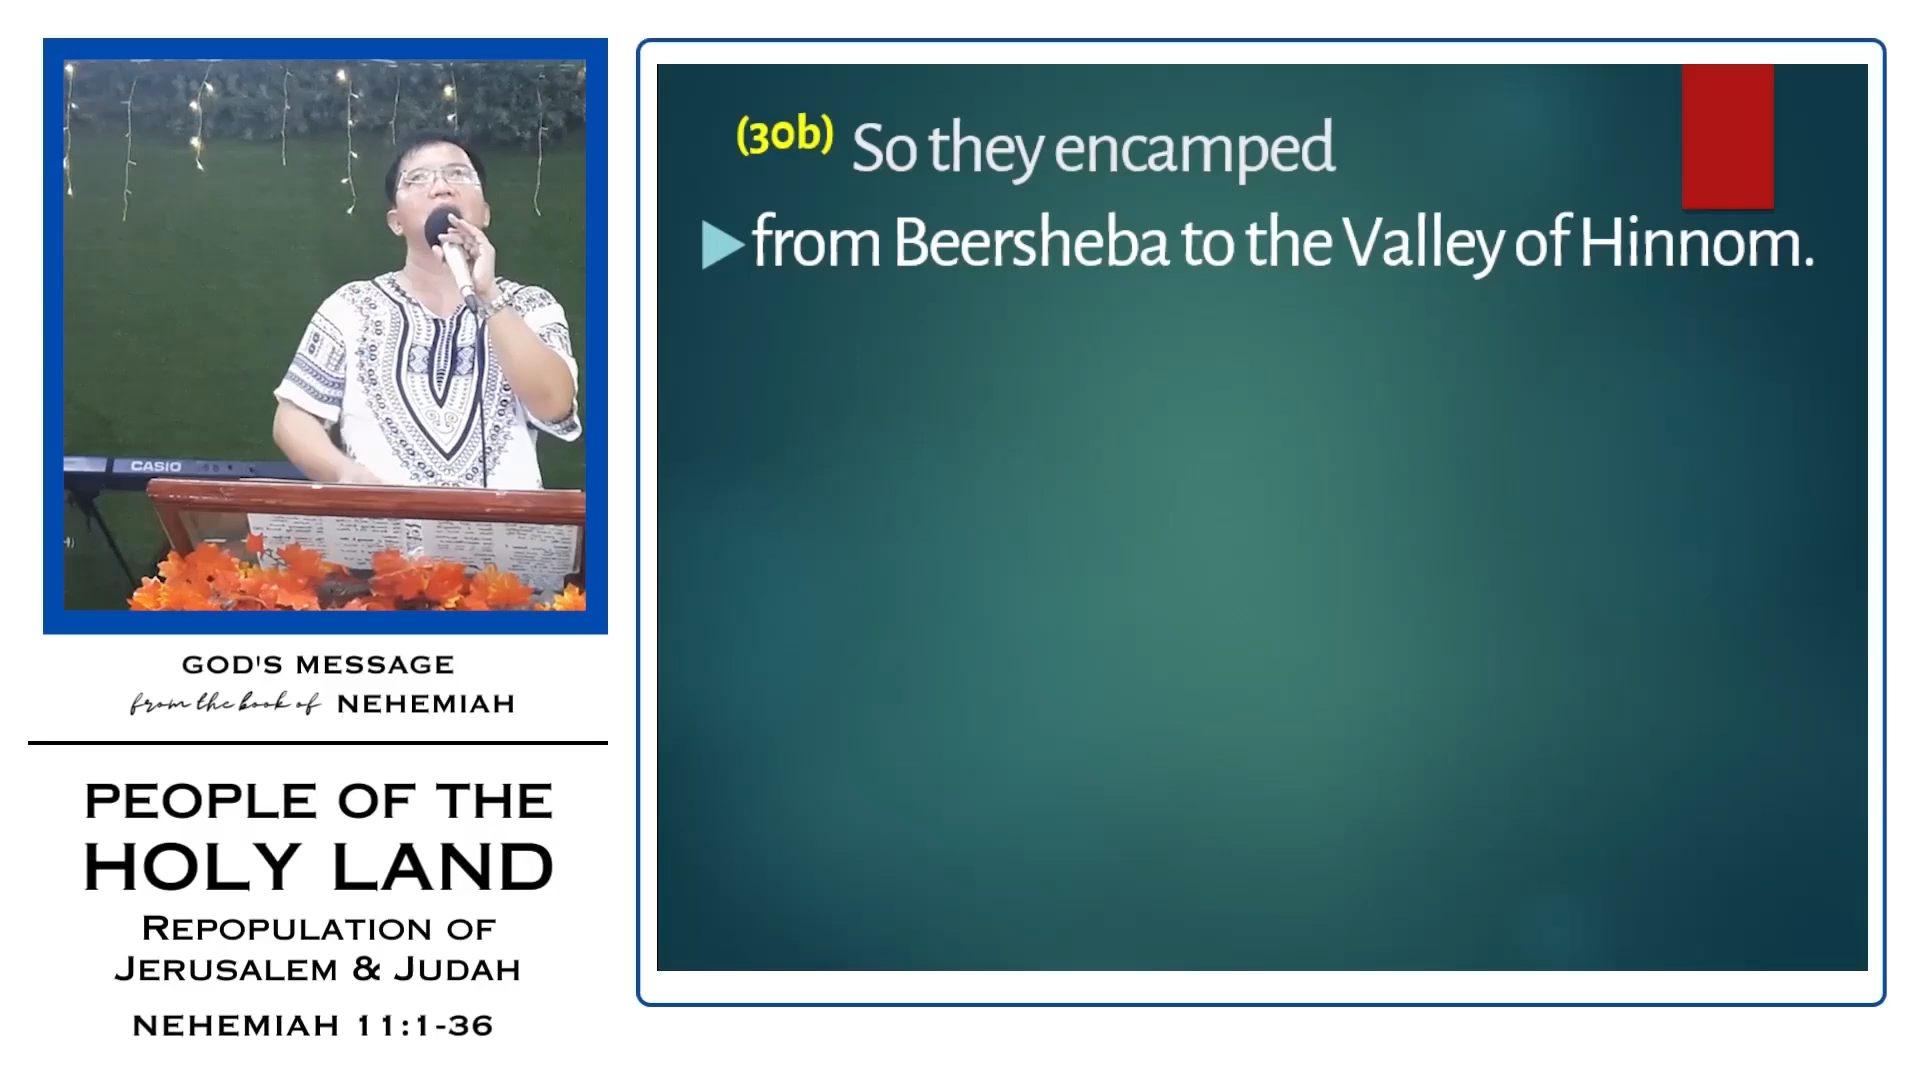 CASIO
GOD'S MESSAGE
from the book of NEHEMIAH
PEOPLE OF THE
HOLY LAND
REPOPULATION OF
JERUSALEM & JUDAH
NEHEMIAH 11:1-36
(30b) So they encamped
from Beersheba to the Valley of Hinnom.